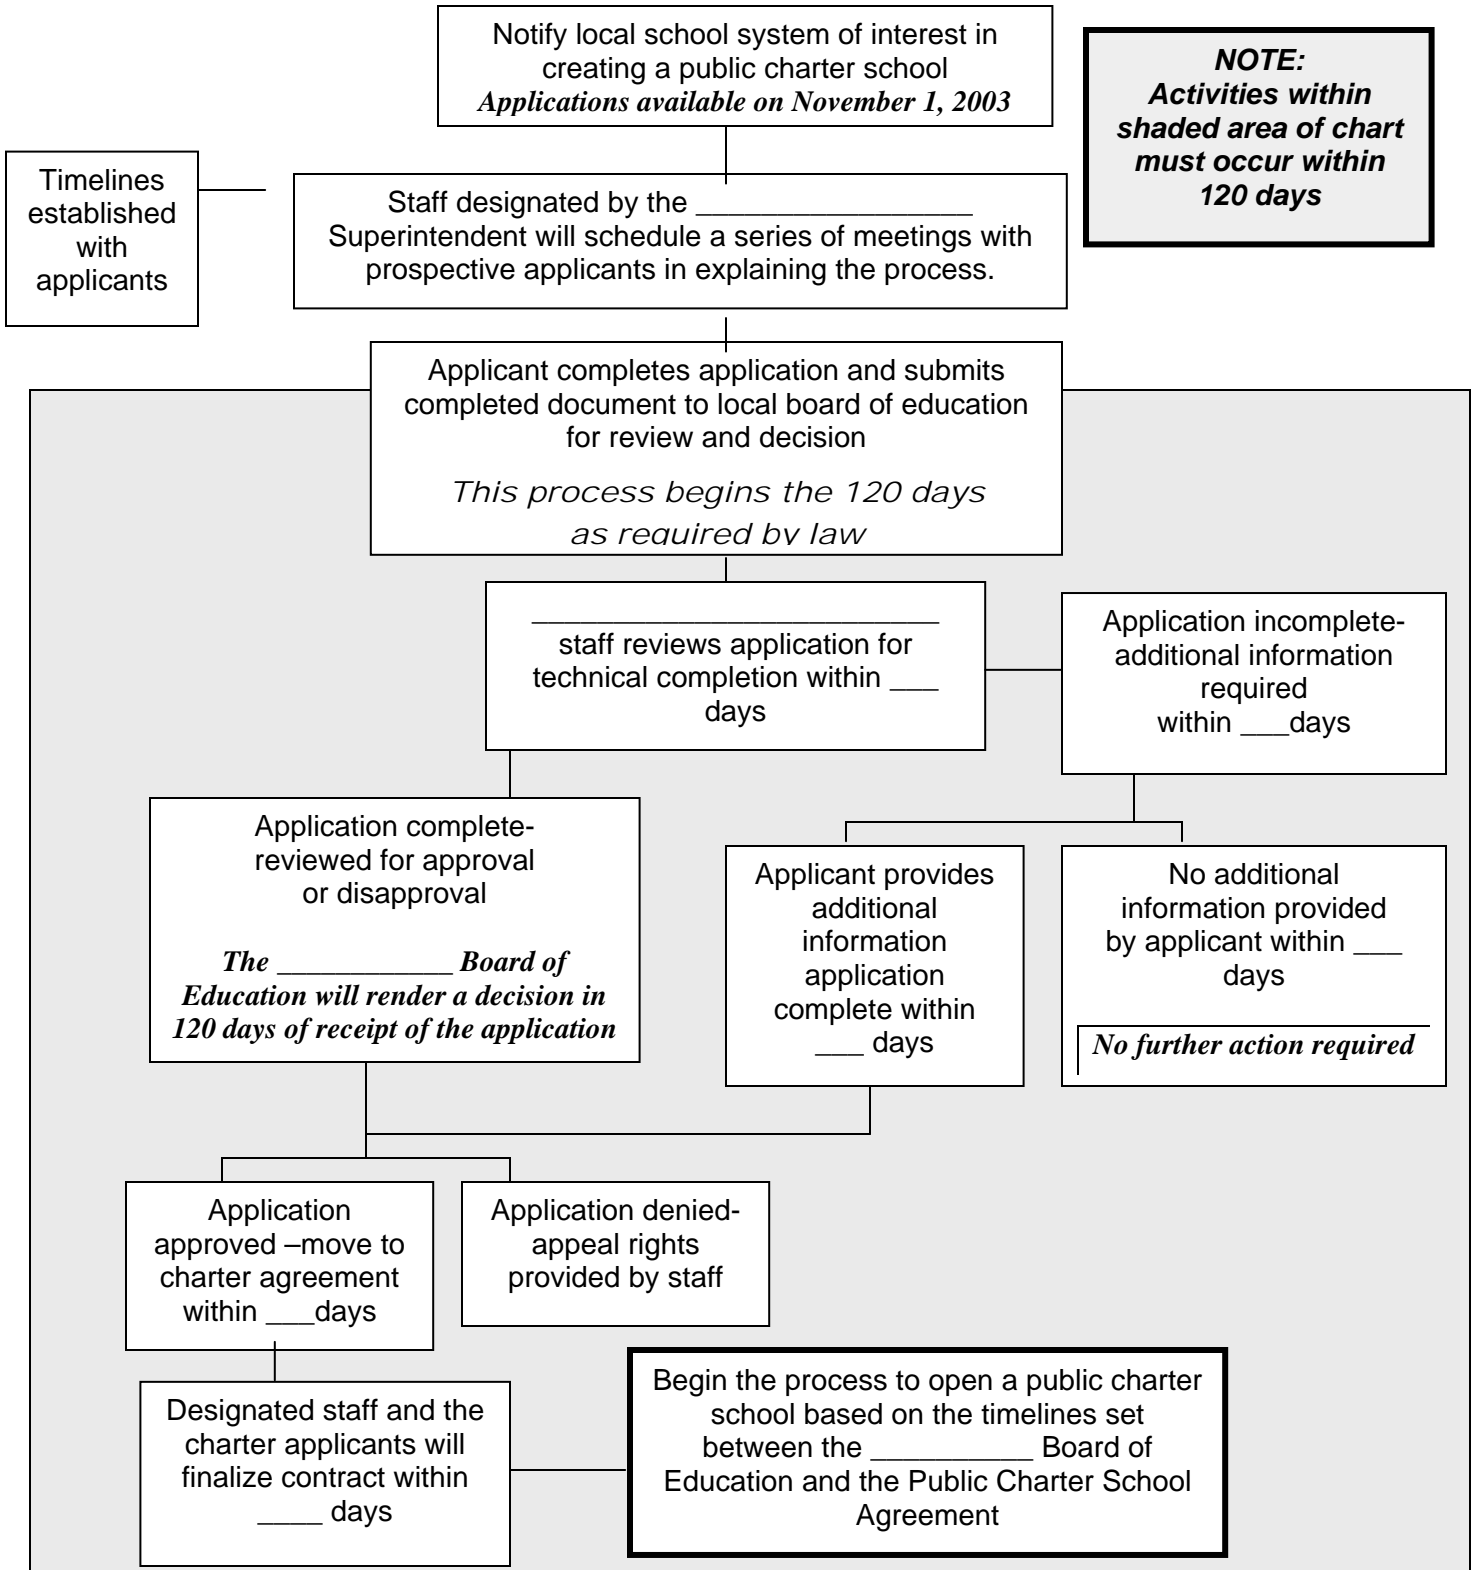 Notify local school system of interest in
creating a public charter school
Applications available on November 1, 2003
NOTE:
Activities within
shaded area of chart
must occur within
120 days
Timelines
established
with
applicants
Staff designated by the _________________
Superintendent will schedule a series of meetings with
prospective applicants in explaining the process.
Applicant completes application and submits
completed document to local board of education
for review and decision
This process begins the 120 days
as required by law
_________________________
staff reviews application for
technical completion within ___
days
Application incomplete-
additional information
required
within ___days
Application complete-
reviewed for approval
or disapproval
The ____________ Board of
Education will render a decision in
120 days of receipt of the application
Applicant provides
additional
information
application
complete within
___ days
No additional
information provided
by applicant within ___
days
No further action required
Application
approved –move to
charter agreement
within ___days
Application denied-
appeal rights
provided by staff
Designated staff and the
charter applicants will
finalize contract within
____ days
Begin the process to open a public charter
school based on the timelines set
between the __________ Board of
Education and the Public Charter School
Agreement